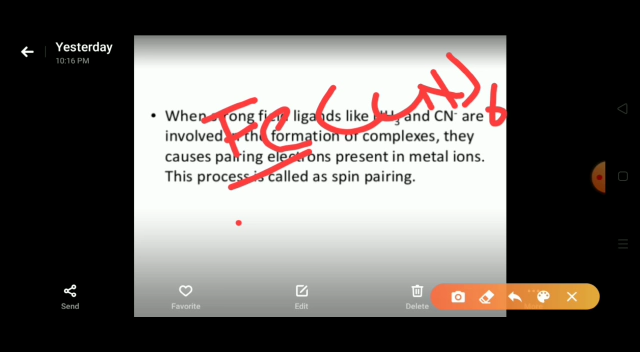 Yesterday
10:16 PM
Fe(CN)6
• When strong field ligands like NH3 and CN- are
involved in the formation of complexes, they
causes pairing electrons present in metal ions.
This process is called as spin pairing.
Send
Favorite
Edit
Delete